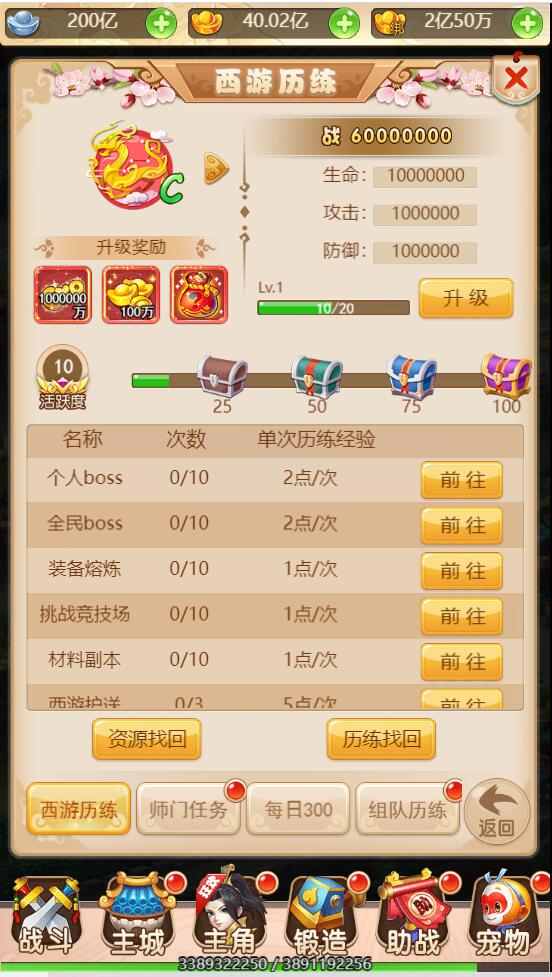 200亿
40.02亿
绑
2亿50万
西游历练
战 60000000
C
生命: 10000000
攻击: 1000000
防御: 1000000
升级奖励
1000000万
100万
Lv.1
10/20
升级
10
活跃度
25
50
75
100
名称 次数 单次历练经验
个人boss 0/10 2点/次 前往
全民boss 0/10 2点/次 前往
装备熔炼 0/10 1点/次 前往
挑战竞技场 0/10 1点/次 前往
材料副本 0/10 1点/次 前往
西游护送 0/3 5点/次 前往
资源找回 历练找回
西游历练 师门任务 每日300 组队历练 返回
战斗 主城 主角 锻造 助战 宠物
3389322250 / 3891192256